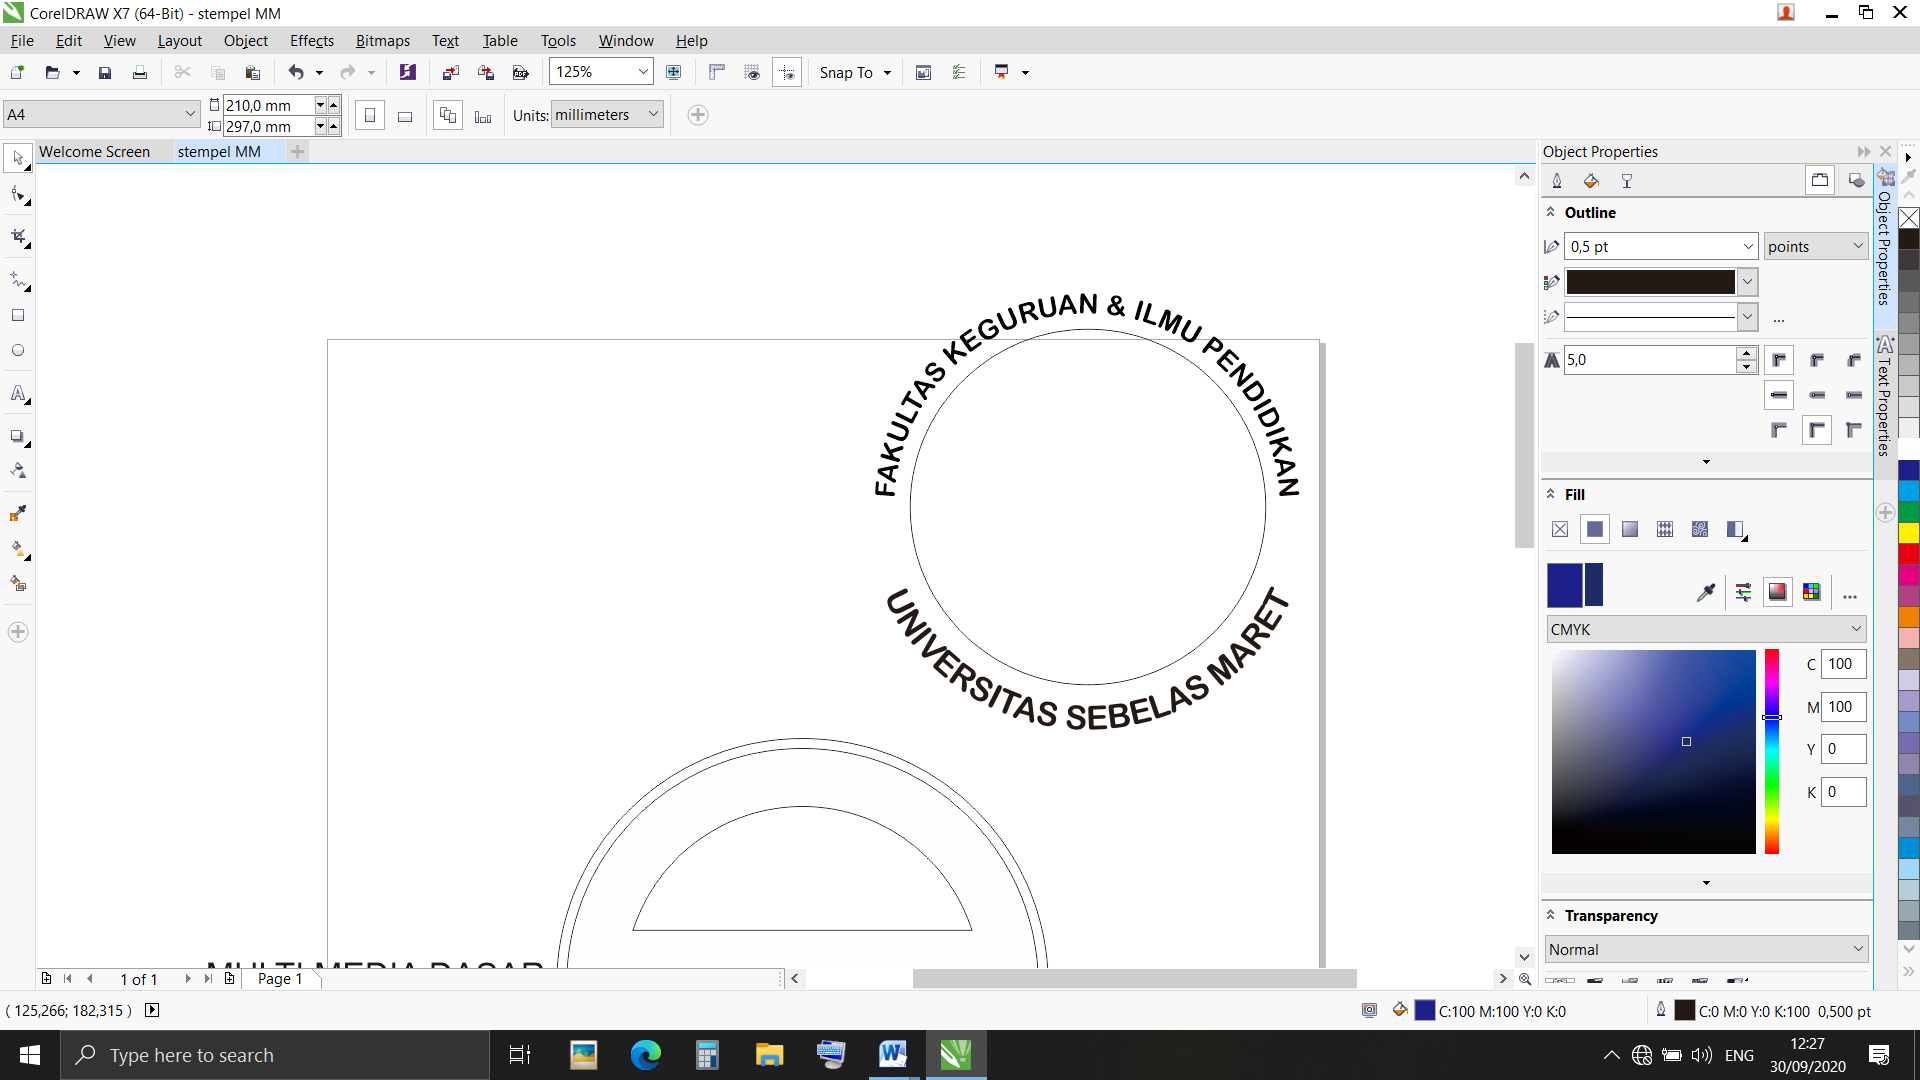 CorelDRAW X7 (64-Bit) - stempel MM
File Edit View Layout Object Effects Bitmaps Text Table Tools Window Help
125% Snap To
A4 210,0 mm Units: millimeters
297,0 mm
Welcome Screen stempel MM Object Properties
Outline
0,5 pt points
5,0
Object Properties
Text Properties
FAKULTAS KEGURUAN & ILMU PENDIDIKAN
UNIVERSITAS SEBELAS MARET
Fill
CMYK
C 100
M 100
Y 0
K 0
Transparency
Normal
MULTI MEDIA DASAR
1 of 1 Page 1
( 125,266; 182,315 ) C:100 M:100 Y:0 K:0 C:0 M:0 Y:0 K:100 0,500 pt
Type here to search ENG 12:27
30/09/2020